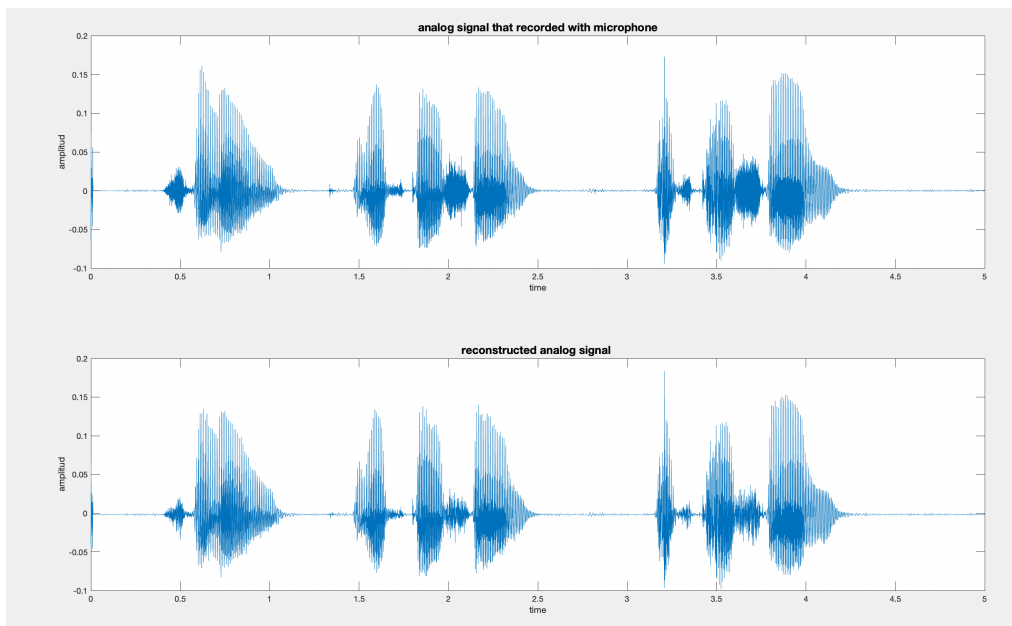 analog signal that recorded with microphone
0.2
0.15
0.1
0.05
0
-0.05
-0.1
amplitud
0 0.5 1 1.5 2 2.5 3 3.5 4 4.5 5
time
reconstructed analog signal
0.2
0.15
0.1
0.05
0
-0.05
-0.1
amplitud
0 0.5 1 1.5 2 2.5 3 3.5 4 4.5 5
time